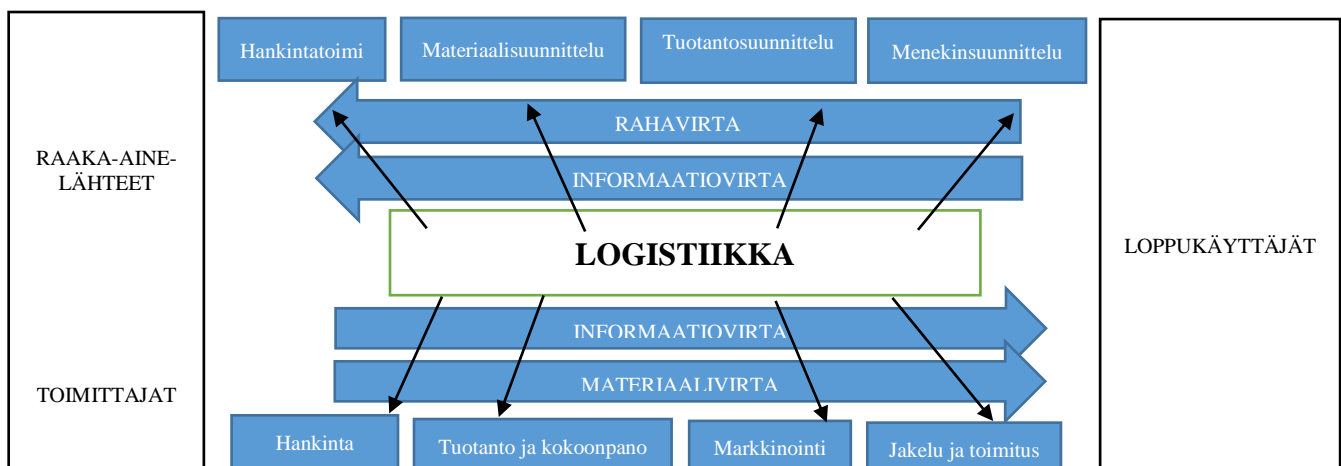 Hankintatoimi
Materiaalisuunnittelu
Tuotantosuunnittelu
Menekinsuunnittelu
RAHAVIRTA
RAAKA-AINE-
LÄHTEET
INFORMAATIOVIRTA
LOGISTIIKKA
LOPPUKÄYTTÄJÄT
INFORMAATIOVIRTA
MATERIAALIVIRTA
TOIMITTAJAT
Hankinta
Tuotanto ja kokoonpano
Markkinointi
Jakelu ja toimitus